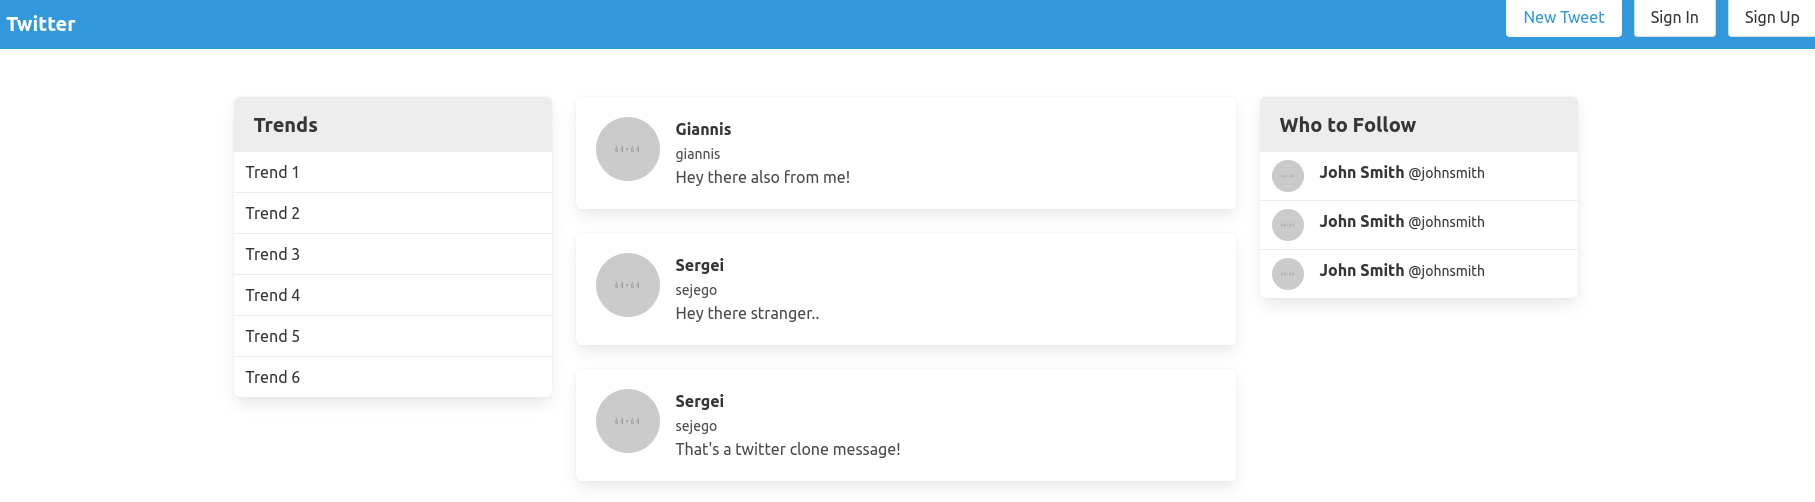 Twitter
New Tweet
Sign In
Sign Up
Trends
Trend 1
Trend 2
Trend 3
Trend 4
Trend 5
Trend 6
64×64
Giannis
giannis
Hey there also from me!
64×64
Sergei
sejego
Hey there stranger..
64×64
Sergei
sejego
That's a twitter clone message!
Who to Follow
John Smith @johnsmith
John Smith @johnsmith
John Smith @johnsmith